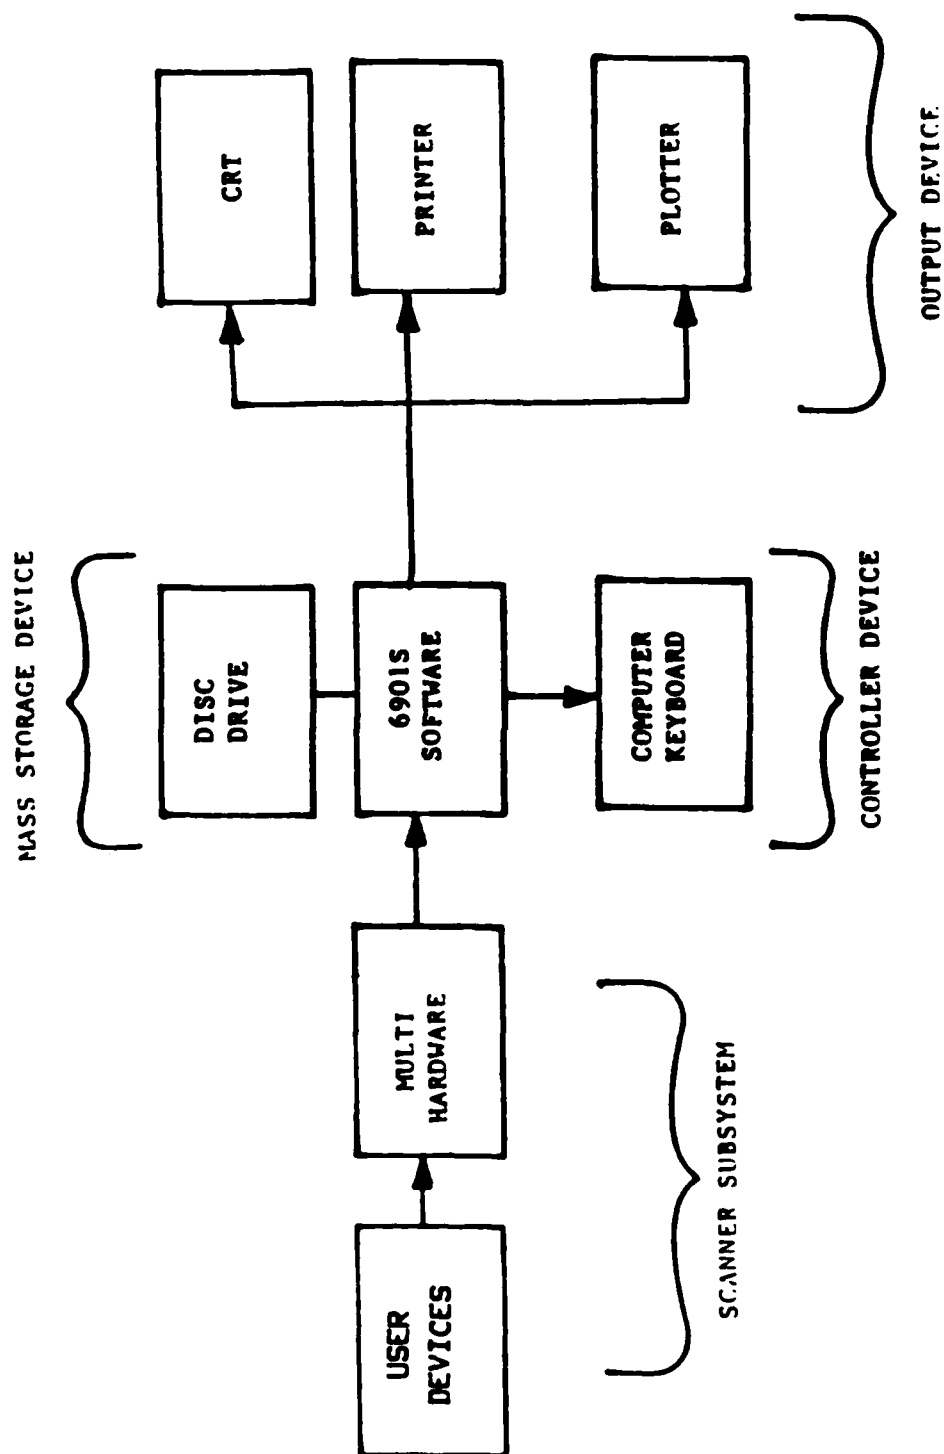 MASS STORAGE DEVICE
DISC
DRIVE
CRT
USER
DEVICES
MULTI
HARDWARE
6901S
SOFTWARE
PRINTER
COMPUTER
KEYBOARD
PLOTTER
SCANNER SUBSYSTEM
CONTROLLER DEVICE
OUTPUT DEVICE